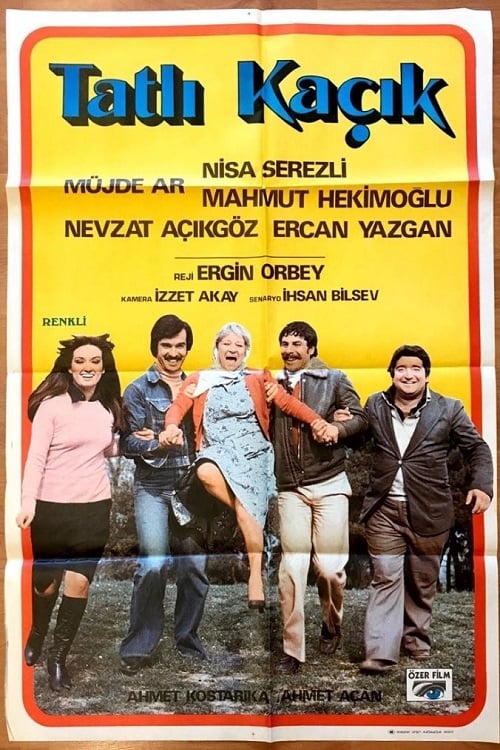 Tatlı Kaçık
MÜJDE AR
NİSA SEREZLİ
MAHMUT HEKİMOĞLU
NEVZAT AÇIKGÖZ ERCAN YAZGAN
REJİ ERGİN ORBEY
KAMERA İZZET AKAY SENARYO İHSAN BİLSEV
RENKLİ
AHMET KOSTARİKA AHMET AÇAN
ÖZER FİLM